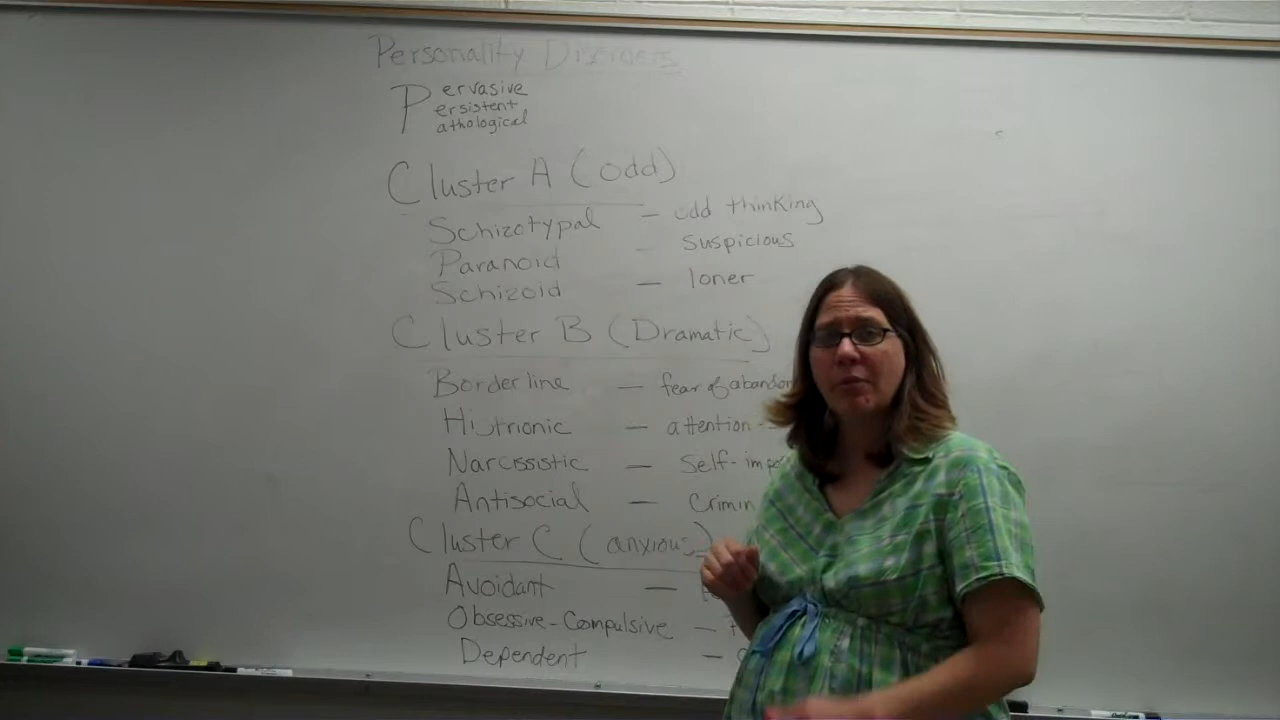 Personality Disorders
Pervasive
Persistent
Pathological
Cluster A (odd)
Schizotypal - odd thinking
Paranoid - suspicious
Schizoid - loner
Cluster B (Dramatic)
Borderline - fear of abandon
Histrionic - attention -
Narcissistic - Self-
Antisocial - Crimin
Cluster C (anxious)
Avoidant -
Obsessive-Compulsive -
Dependent -